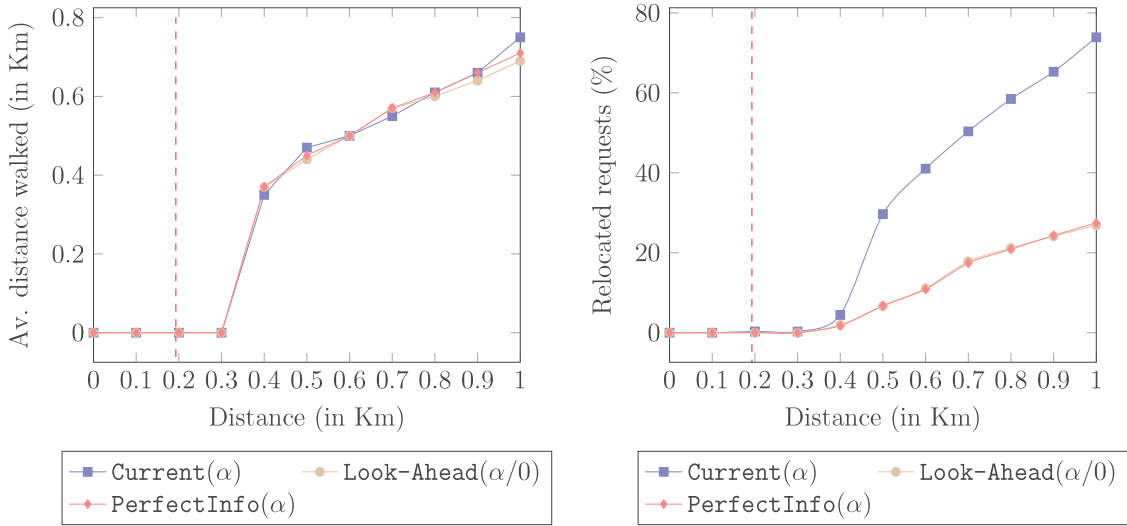 Av. distance walked (in Km)
0.8
0.6
0.4
0.2
0
0 0.1 0.2 0.3 0.4 0.5 0.6 0.7 0.8 0.9 1
Distance (in Km)
Current(α) Look-Ahead(α/0)
PerfectInfo(α)
Relocated requests (%)
80
60
40
20
0
0 0.1 0.2 0.3 0.4 0.5 0.6 0.7 0.8 0.9 1
Distance (in Km)
Current(α) Look-Ahead(α/0)
PerfectInfo(α)